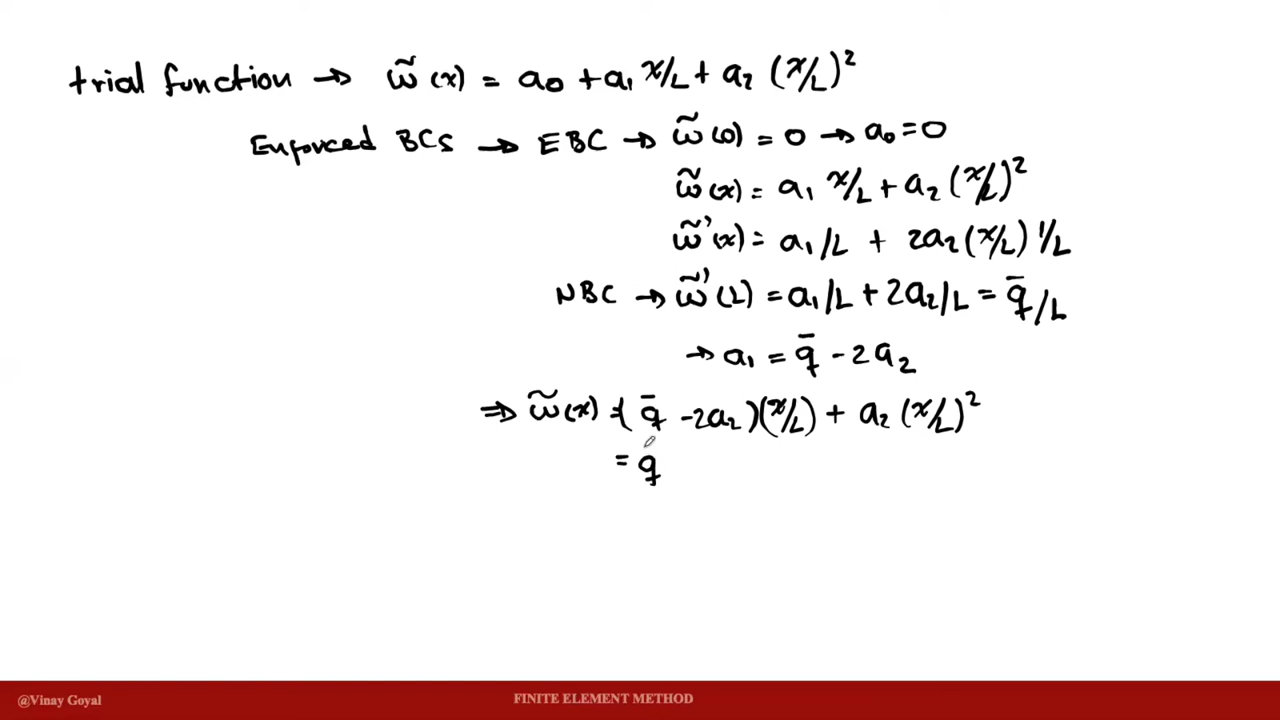 trial function → w̃(x) = a₀ + a₁ x/L + a₂ (x/L)²
Enforced BCS → EBC → w̃(0) = 0 → a₀ = 0
w̃(x) = a₁ x/L + a₂ (x/L)²
w̃'(x) = a₁/L + 2a₂(x/L) 1/L
NBC → w̃'(L) = a₁/L + 2a₂/L = q̄/L
→ a₁ = q̄ - 2a₂
⇒ w̃(x) = (q̄ - 2a₂)(x/L) + a₂ (x/L)²
= q
@Vinay Goyal
FINITE ELEMENT METHOD